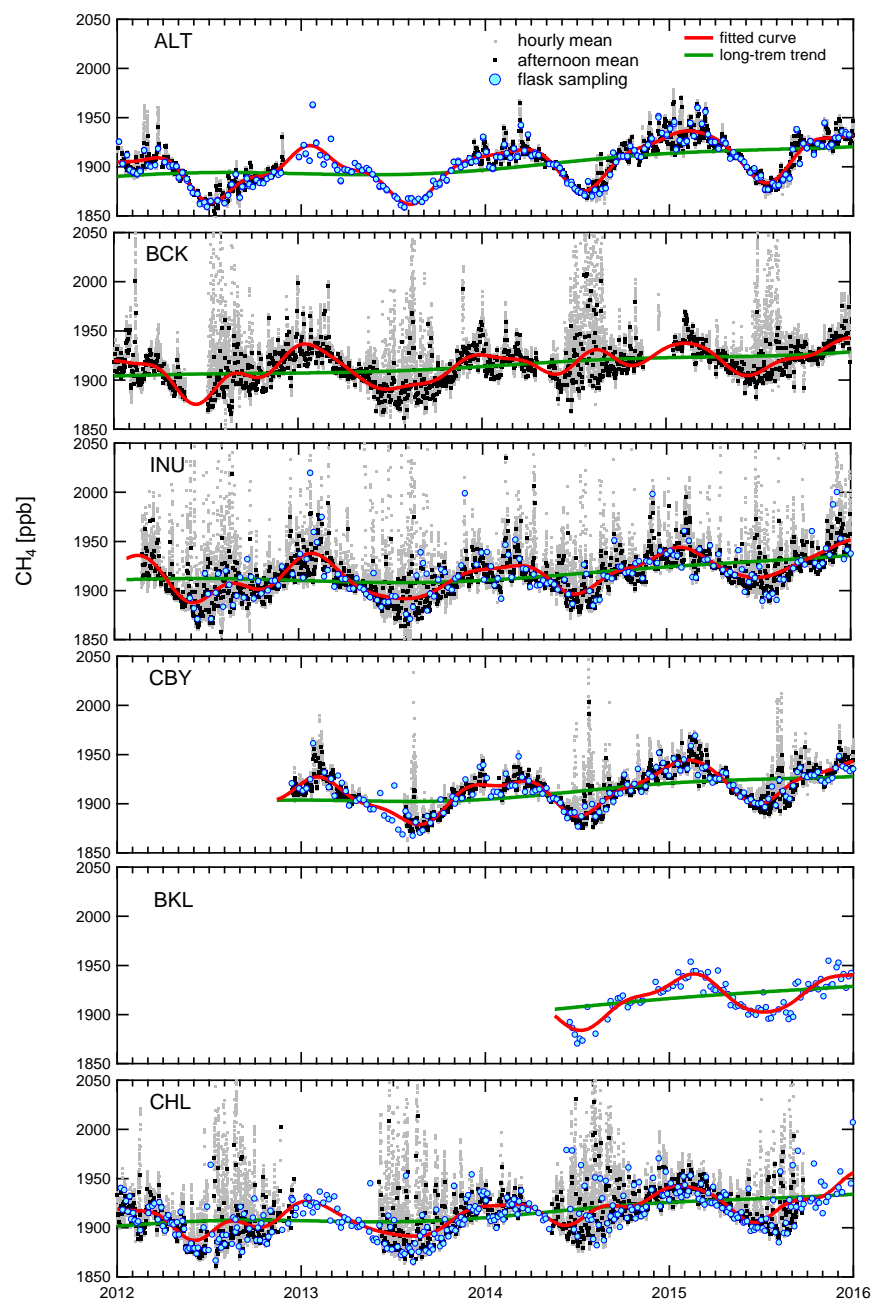 2050
ALT
hourly mean
afternoon mean
flask sampling
fitted curve
long-trem trend
2000
1950
1900
1850
2050
BCK
2000
1950
1900
1850
2050
INU
2000
1950
1900
1850
CH4 [ppb]
2050
CBY
2000
1950
1900
1850
2050
BKL
2000
1950
1900
1850
2050
CHL
2000
1950
1900
1850
2012
2013
2014
2015
2016